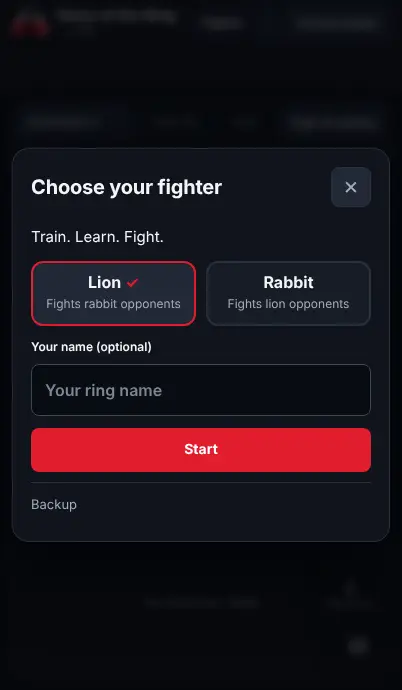 Choose your fighter
Train. Learn. Fight.
Lion ✓
Fights rabbit opponents
Rabbit
Fights lion opponents
Your name (optional)
Your ring name
Start
Backup